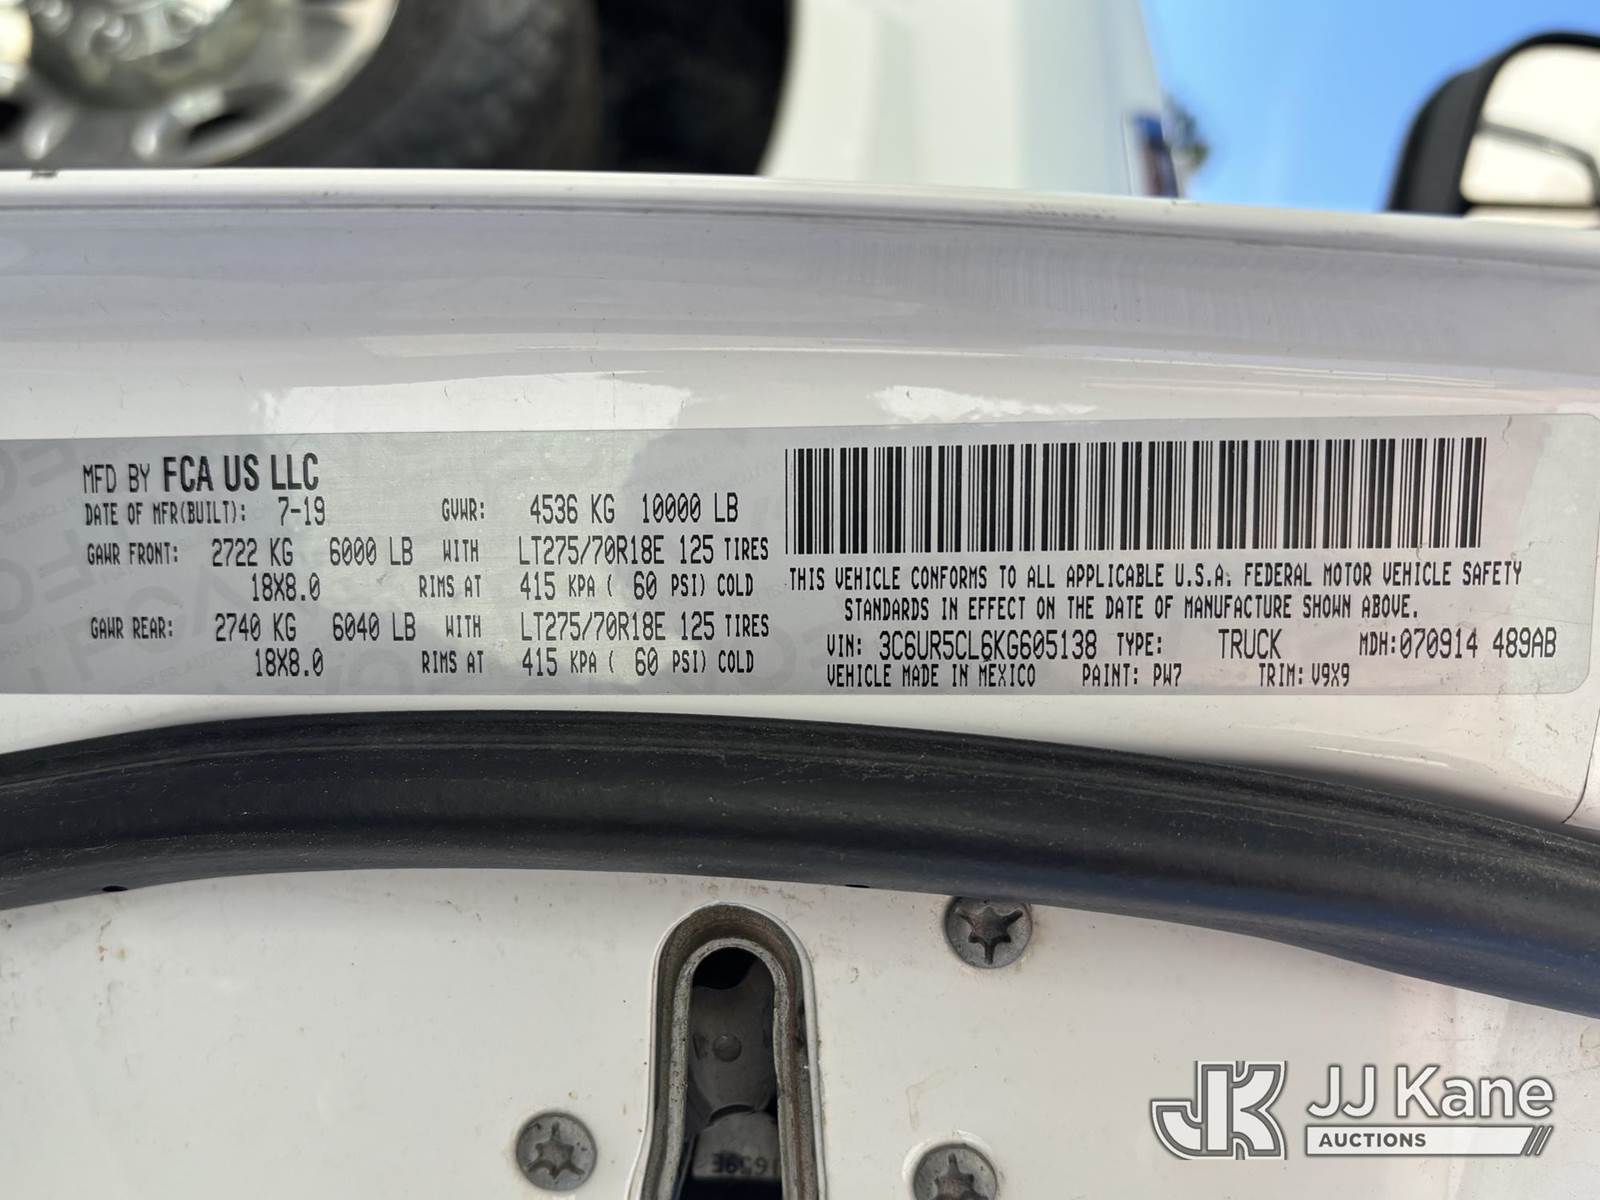 MFD BY FCA US LLC
DATE OF MFR(BUILT): 7-19 GVWR: 4536 KG 10000 LB
GAWR FRONT: 2722 KG 6000 LB WITH LT275/70R18E 125 TIRES
18X8.0 RIMS AT 415 KPA ( 60 PSI) COLD
GAWR REAR: 2740 KG 6040 LB WITH LT275/70R18E 125 TIRES
18X8.0 RIMS AT 415 KPA ( 60 PSI) COLD
THIS VEHICLE CONFORMS TO ALL APPLICABLE U.S.A. FEDERAL MOTOR VEHICLE SAFETY
STANDARDS IN EFFECT ON THE DATE OF MANUFACTURE SHOWN ABOVE.
VIN: 3C6UR5CL6KG605138 TYPE: TRUCK MDH: 070914 489AB
VEHICLE MADE IN MEXICO PAINT: PW7 TRIM: V9X9
JK JJ Kane
AUCTIONS